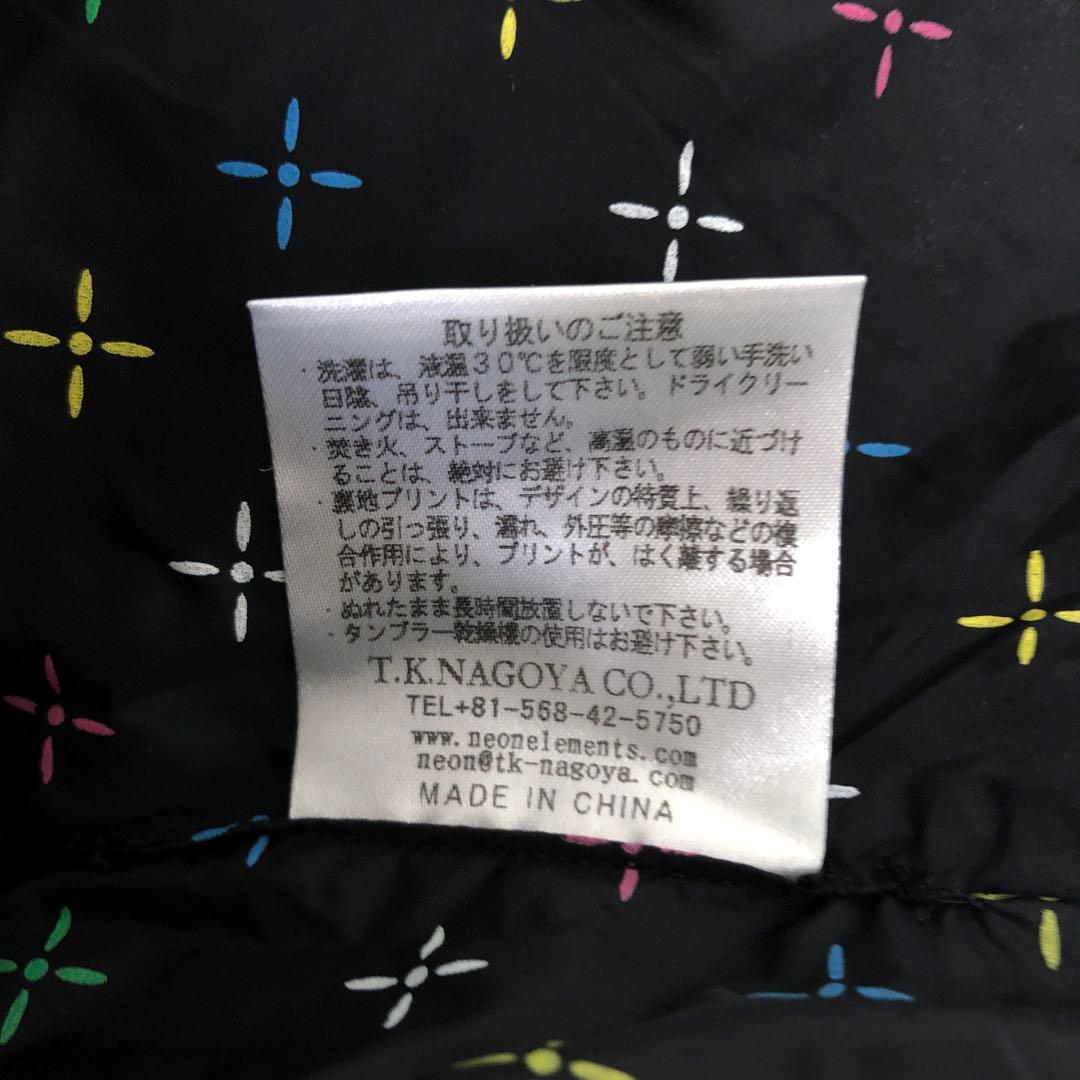 取り扱いのご注意
・洗濯は、液温30℃を限度として弱い手洗い
日陰、吊り干しをして下さい。ドライクリー
ニングは、出来ません。
・焚き火、ストーブなど、高温のものに近づけ
ることは、絶対にお避け下さい。
・裏地プリントは、デザインの特質上、繰り返
しの引っ張り、濡れ、外圧等の摩擦などの複
合作用により、プリントが、はく離する場合
があります。
・ぬれたまま長時間放置しないで下さい。
・タンブラー乾燥機の使用はお避け下さい。
T.K.NAGOYA CO.,LTD
TEL+81-568-42-5750
www.neonelements.com
neon@tk-nagoya.com
MADE IN CHINA